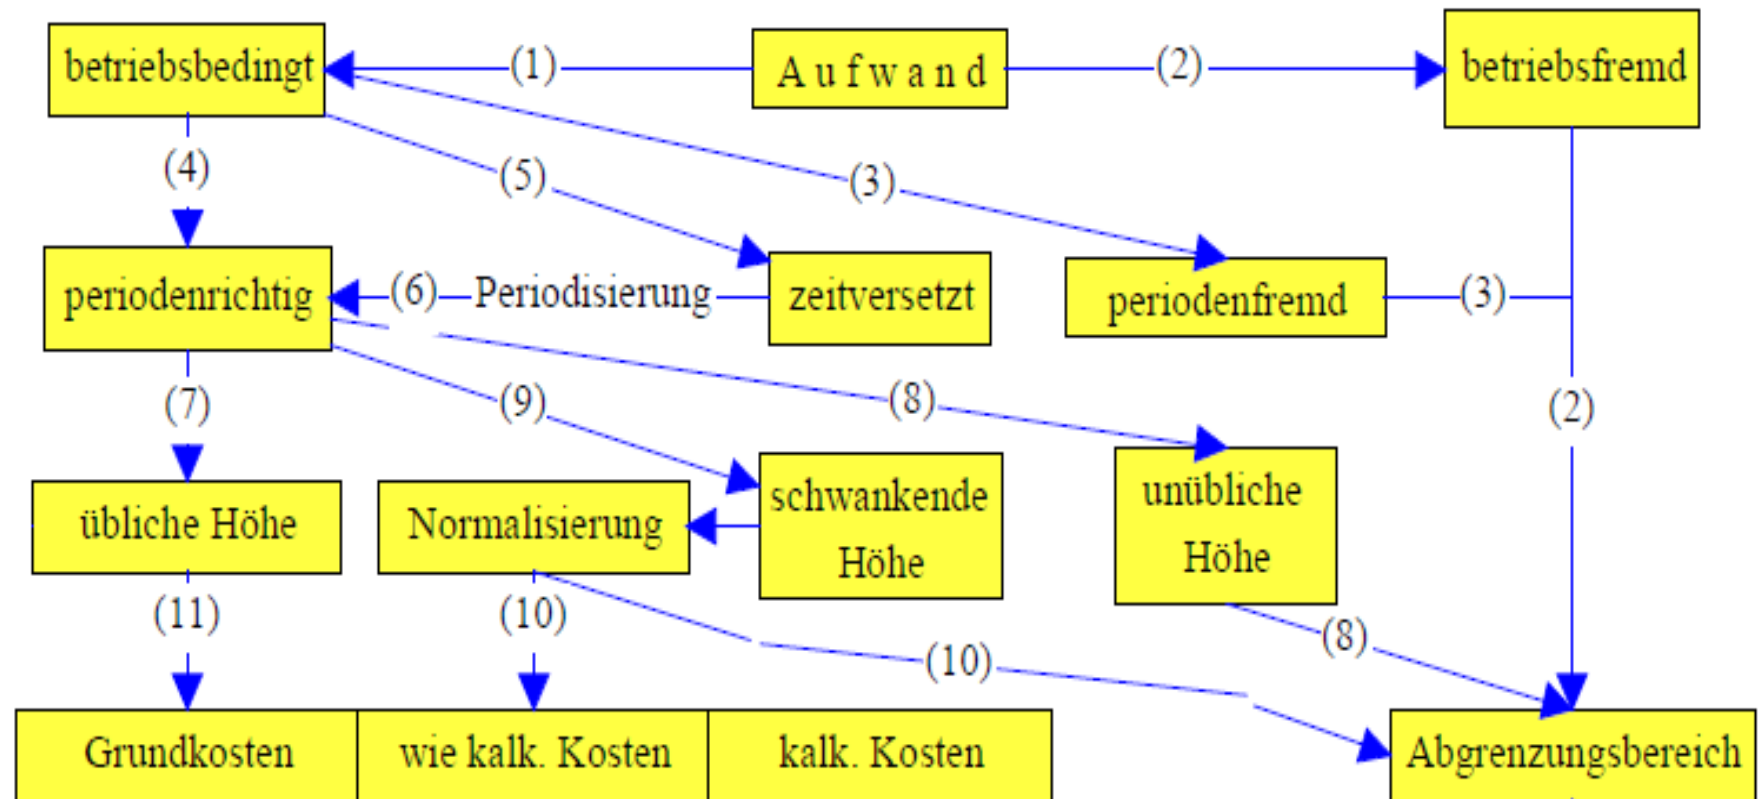 betriebsbedingt
(1)
A u f w a n d
(2)
betriebsfremd
(4)
(5)
(3)
periodenrichtig
(6)
Periodisierung
zeitversetzt
periodenfremd
(3)
(7)
(9)
(8)
(2)
übliche Höhe
Normalisierung
schwankende
Höhe
unübliche
Höhe
(11)
(10)
(10)
(8)
Grundkosten
wie kalk. Kosten
kalk. Kosten
Abgrenzungsbereich